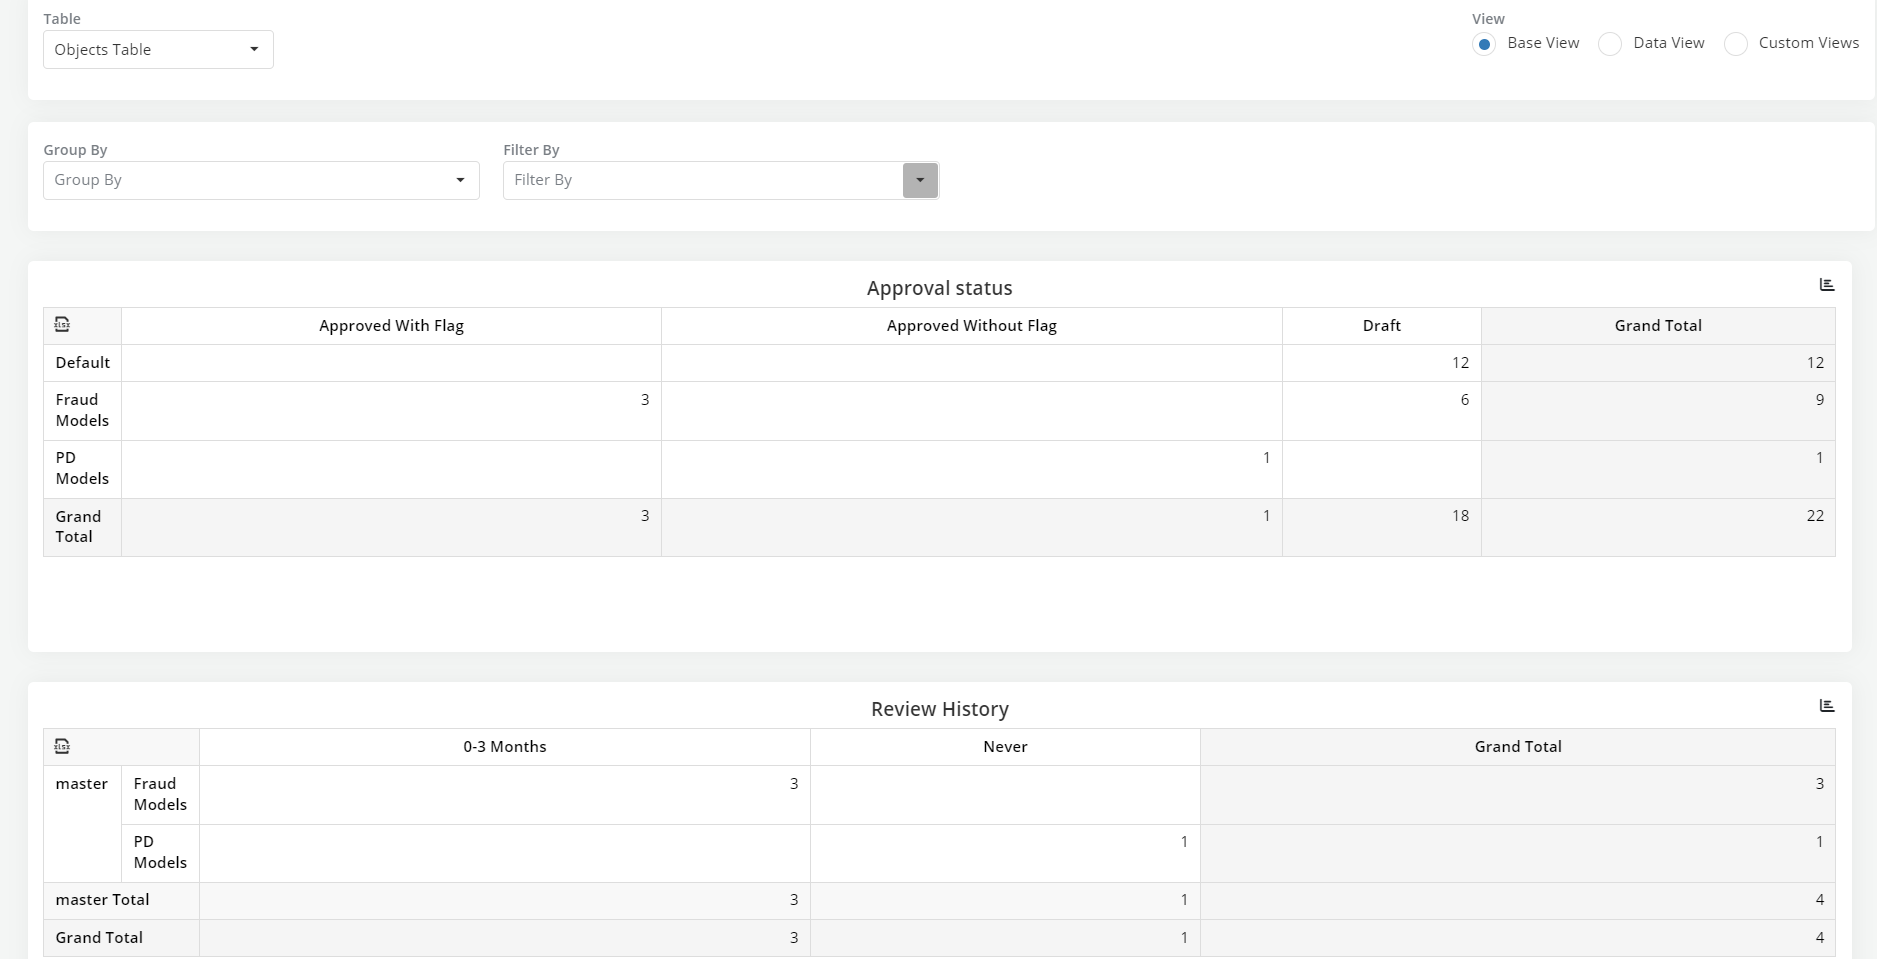 Table
View
Objects Table
Base View Data View Custom Views
Group By Filter By
Group By Filter By
Approval status
xlsx Approved With Flag Approved Without Flag Draft Grand Total
Default 12 12
Fraud Models 3 6 9
PD Models 1 1
Grand Total 3 1 18 22
Review History
xlsx 0-3 Months Never Grand Total
master Fraud Models 3 3
PD Models 1 1
master Total 3 1 4
Grand Total 3 1 4